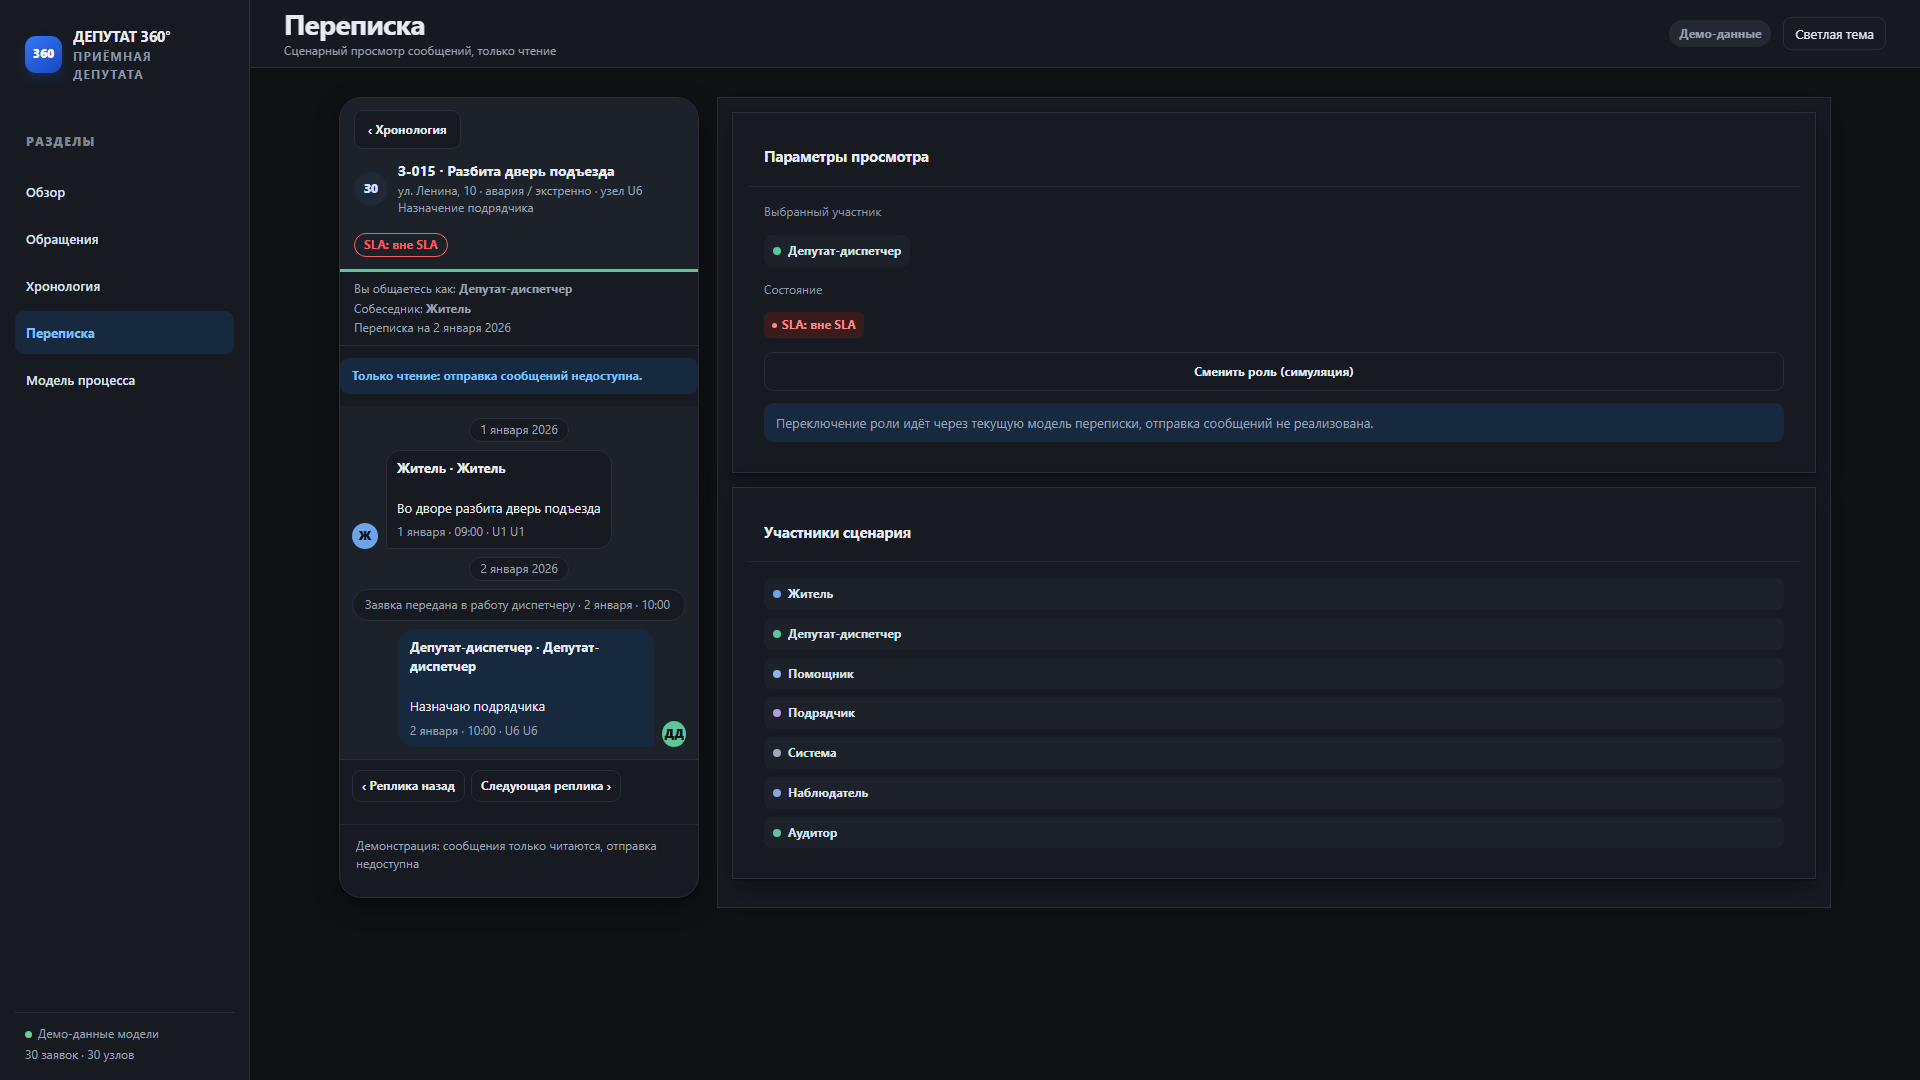 360
ДЕПУТАТ 360°
ПРИЁМНАЯ
ДЕПУТАТА
РАЗДЕЛЫ
Обзор
Обращения
Хронология
Переписка
Модель процесса
Демо-данные модели
30 заявок · 30 узлов
Переписка
Сценарный просмотр сообщений, только чтение
Демо-данные
Светлая тема
‹ Хронология
30
З-015 · Разбита дверь подъезда
ул. Ленина, 10 · авария / экстренно · узел U6
Назначение подрядчика
SLA: вне SLA
Вы общаетесь как: Депутат-диспетчер
Собеседник: Житель
Переписка на 2 января 2026
Только чтение: отправка сообщений недоступна.
1 января 2026
Житель · Житель
Во дворе разбита дверь подъезда
1 января · 09:00 · U1 U1
Ж
2 января 2026
Заявка передана в работу диспетчеру · 2 января · 10:00
Депутат-диспетчер · Депутат-
диспетчер
Назначаю подрядчика
2 января · 10:00 · U6 U6
ДД
‹ Реплика назад
Следующая реплика ›
Демонстрация: сообщения только читаются, отправка
недоступна
Параметры просмотра
Выбранный участник
Депутат-диспетчер
Состояние
SLA: вне SLA
Сменить роль (симуляция)
Переключение роли идёт через текущую модель переписки, отправка сообщений не реализована.
Участники сценария
Житель
Депутат-диспетчер
Помощник
Подрядчик
Система
Наблюдатель
Аудитор